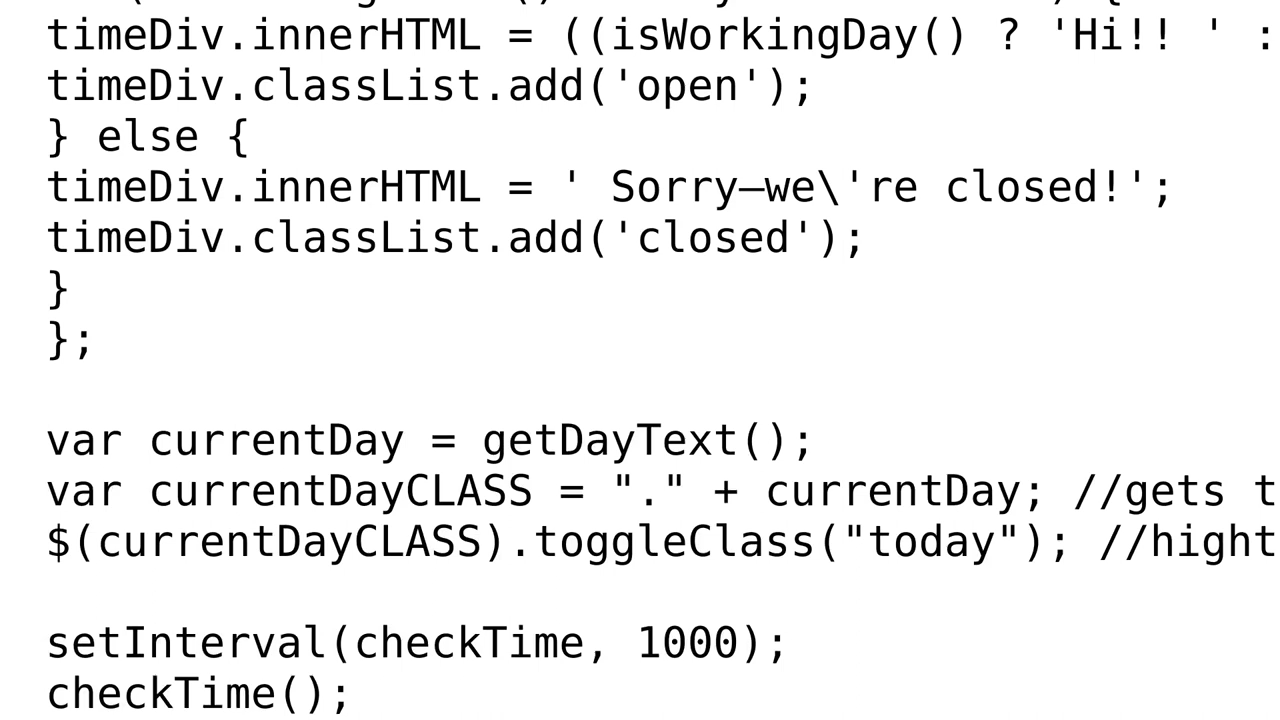 timeDiv.innerHTML = ((isWorkingDay() ? 'Hi!! ' :
timeDiv.classList.add('open');
} else {
timeDiv.innerHTML = ' Sorry—we\'re closed!';
timeDiv.classList.add('closed');
}
};
var currentDay = getDayText();
var currentDayCLASS = "." + currentDay; //gets t
$(currentDayCLASS).toggleClass("today"); //hight
setInterval(checkTime, 1000);
checkTime();